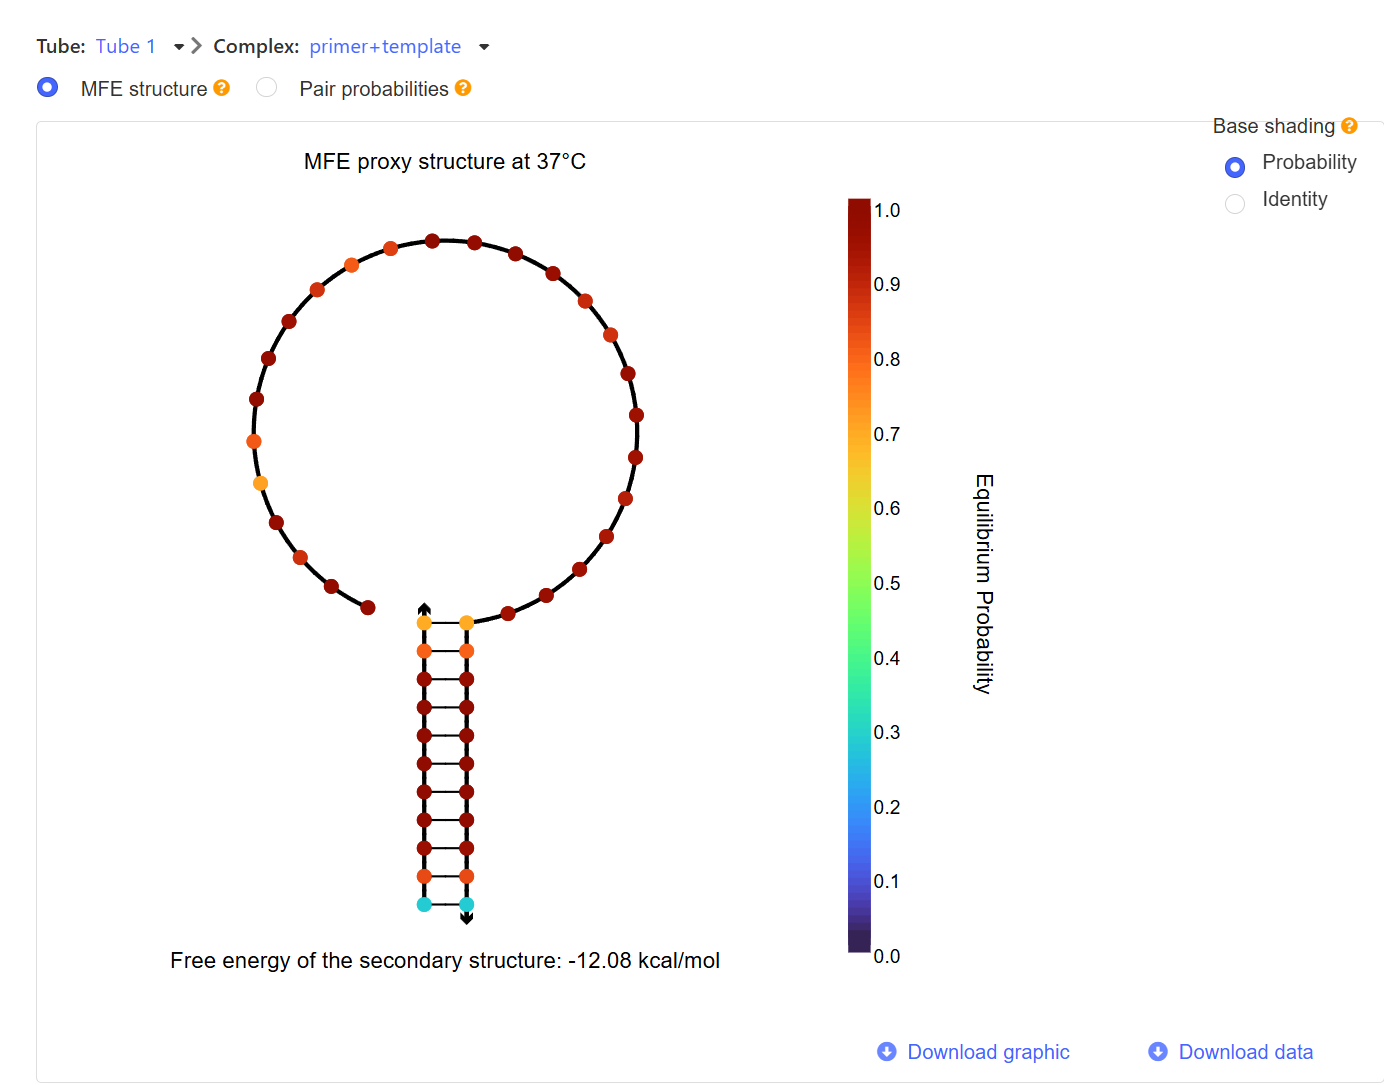 Tube: Tube 1 Complex: primer+template
MFE structure ? Pair probabilities ?
Base shading ?
Probability
Identity
MFE proxy structure at 37°C
1.0
0.9
0.8
0.7
0.6
0.5
0.4
0.3
0.2
0.1
0.0
Equilibrium Probability
Free energy of the secondary structure: -12.08 kcal/mol
Download graphic Download data